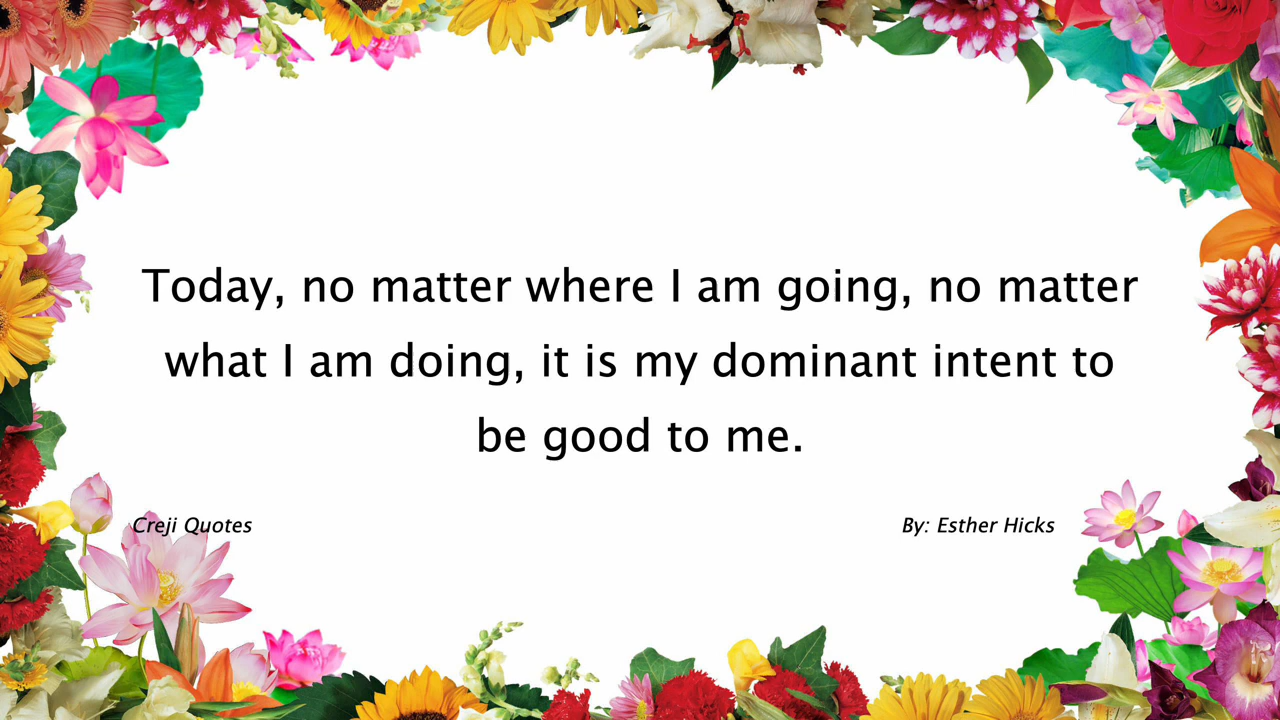 Today, no matter where I am going, no matter
what I am doing, it is my dominant intent to
be good to me.
Creji Quotes
By: Esther Hicks